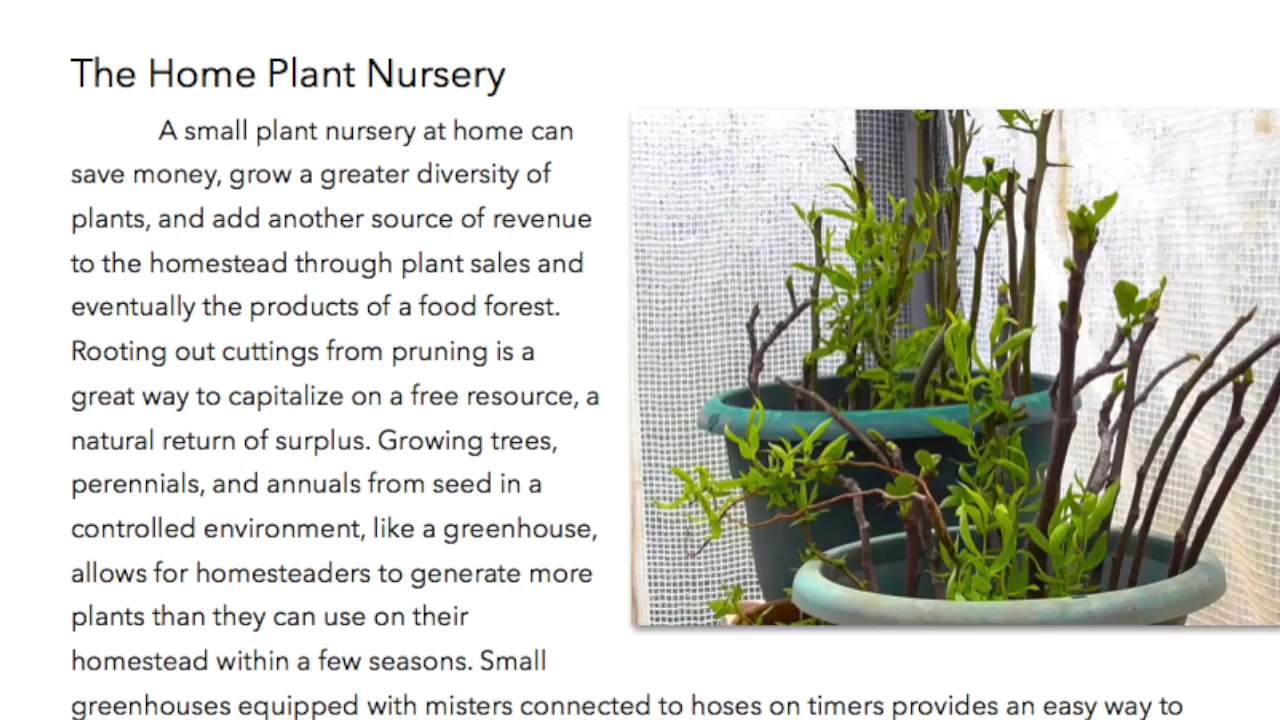 The Home Plant Nursery
A small plant nursery at home can
save money, grow a greater diversity of
plants, and add another source of revenue
to the homestead through plant sales and
eventually the products of a food forest.
Rooting out cuttings from pruning is a
great way to capitalize on a free resource, a
natural return of surplus. Growing trees,
perennials, and annuals from seed in a
controlled environment, like a greenhouse,
allows for homesteaders to generate more
plants than they can use on their
homestead within a few seasons. Small
greenhouses equipped with misters connected to hoses on timers provides an easy way to